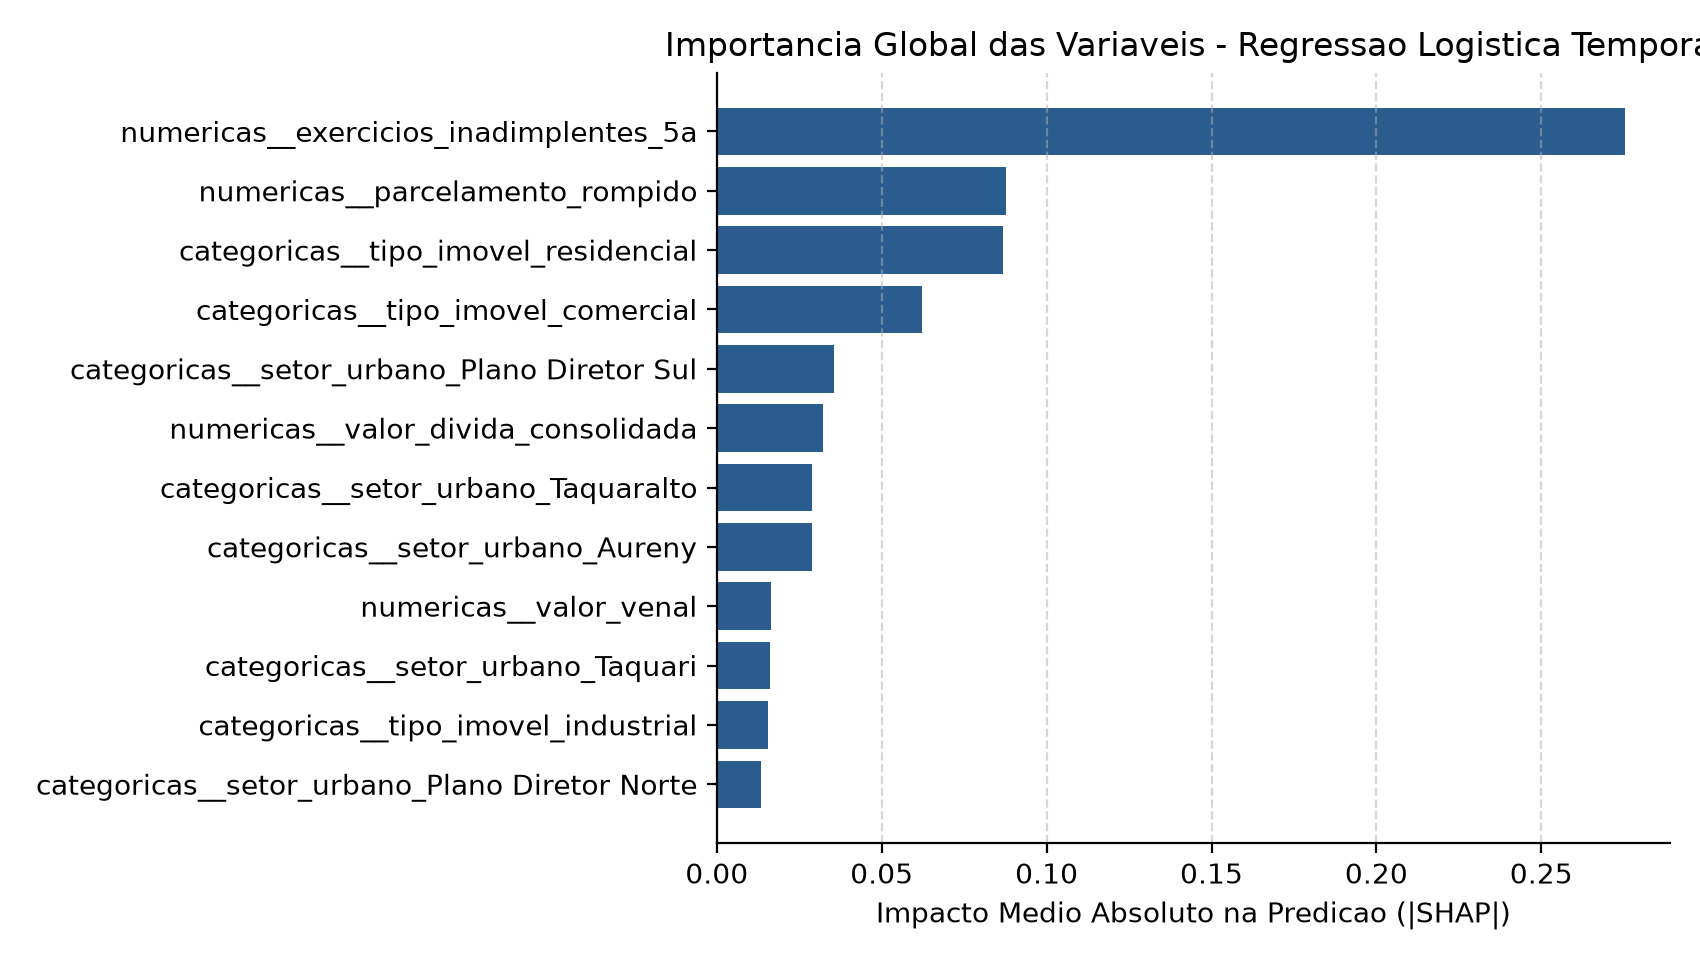 Importancia Global das Variaveis - Regressao Logistica Tempora
numericas__exercicios_inadimplentes_5a
numericas__parcelamento_rompido
categoricas__tipo_imovel_residencial
categoricas__tipo_imovel_comercial
categoricas__setor_urbano_Plano Diretor Sul
numericas__valor_divida_consolidada
categoricas__setor_urbano_Taquaralto
categoricas__setor_urbano_Aureny
numericas__valor_venal
categoricas__setor_urbano_Taquari
categoricas__tipo_imovel_industrial
categoricas__setor_urbano_Plano Diretor Norte
0.00 0.05 0.10 0.15 0.20 0.25
Impacto Medio Absoluto na Predicao (|SHAP|)